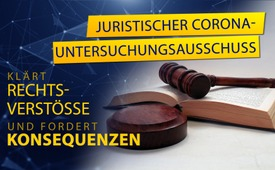 JURISTISCHER CORONA-
UNTERSUCHUNGSAUSSCHUSS
KLÄRT
RECHTS-
VERSTÖSSE
UND FORDERT
KONSEQUENZEN